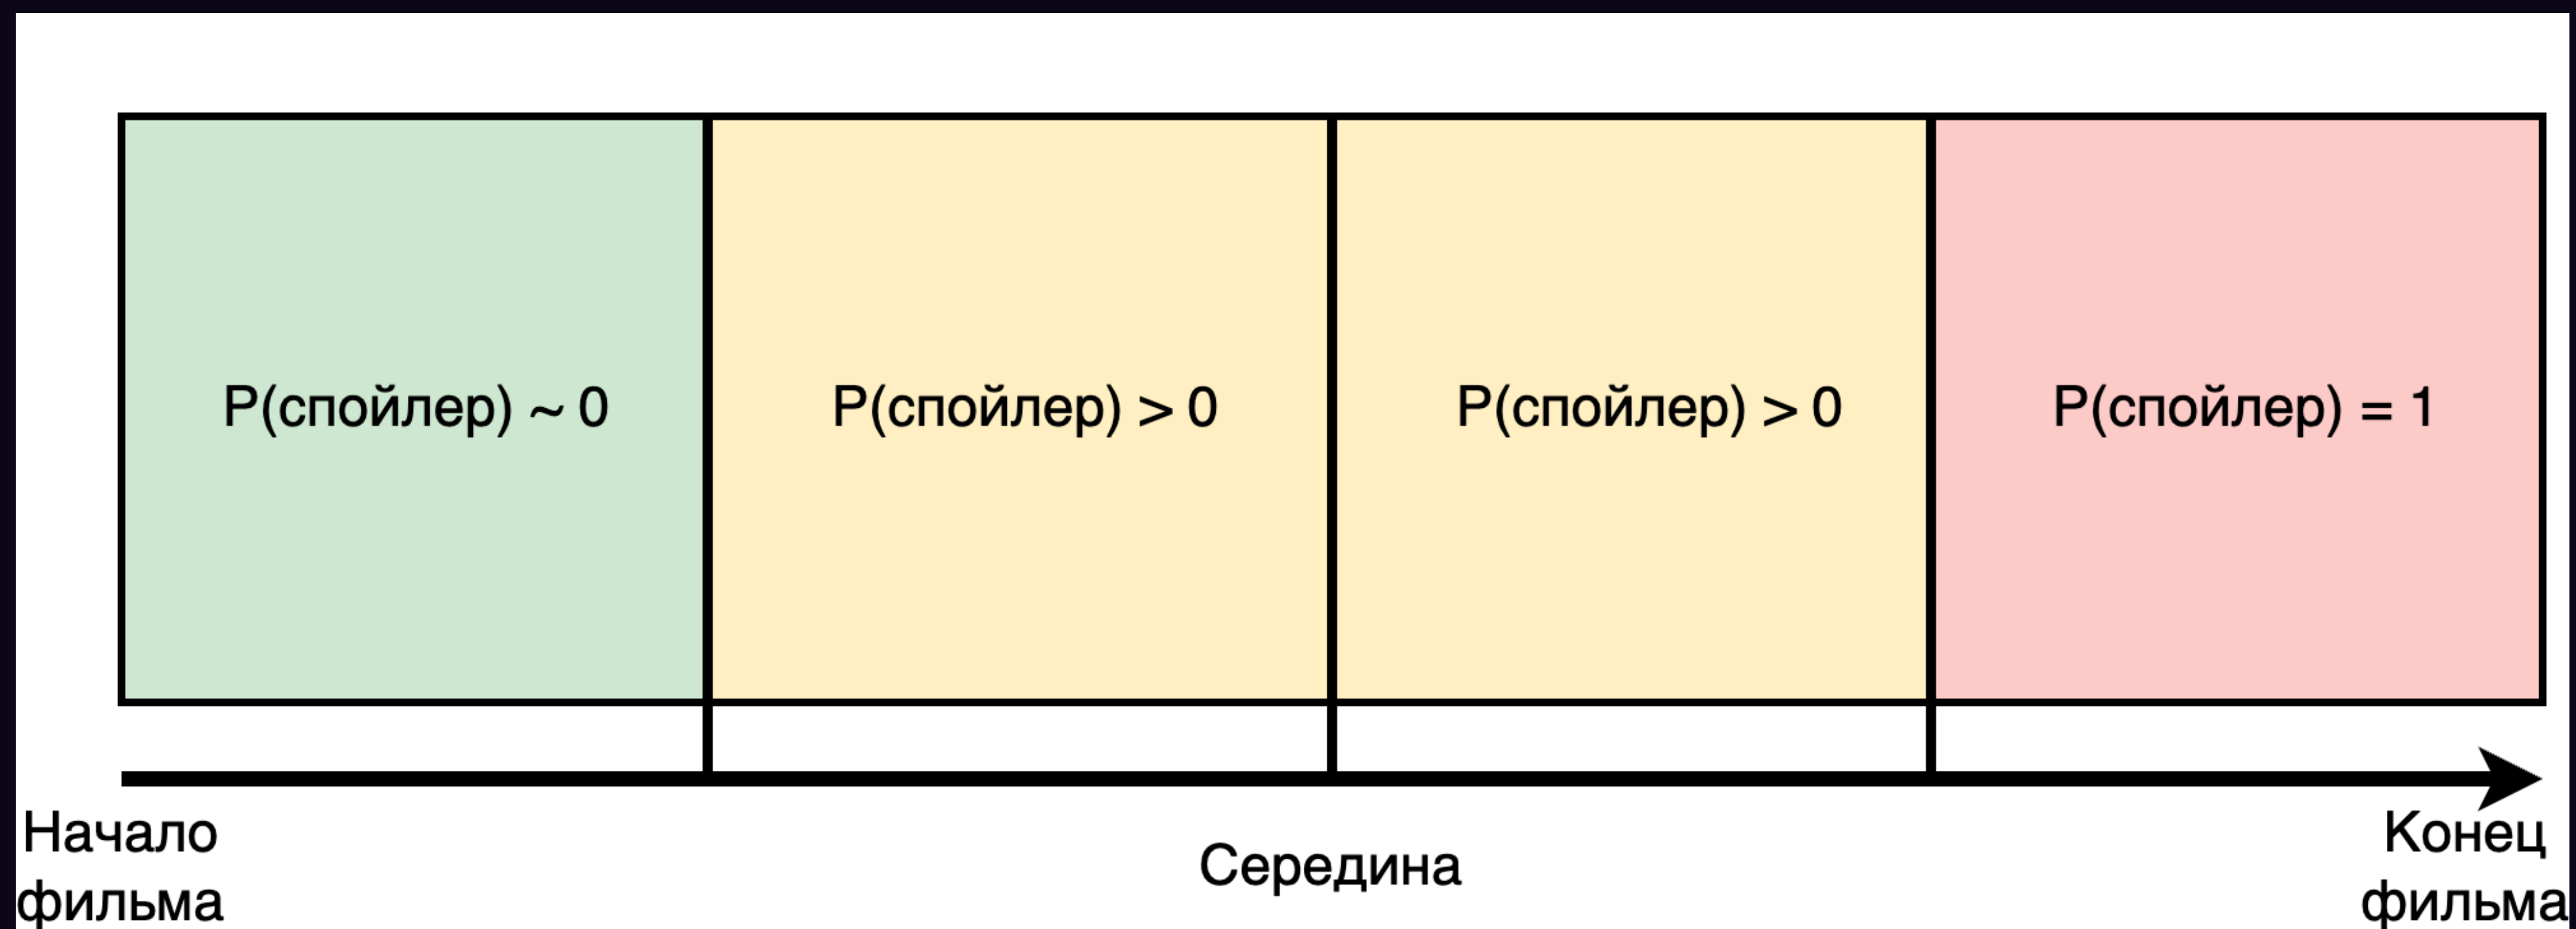 P(спойлер) ~ 0
P(спойлер) > 0
P(спойлер) > 0
P(спойлер) = 1
Начало
фильма
Середина
Конец
фильма